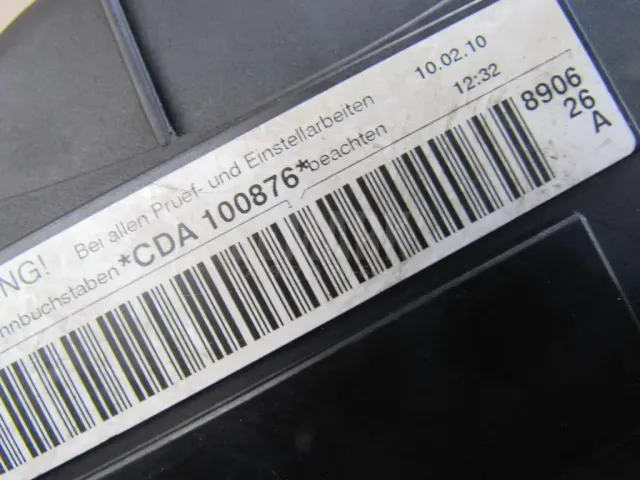 NG! Bei allen Pruef- und Einstellarbeiten 10.02.10
nnbuchstaben *CDA 100876* beachten 12:32
8906
26
A